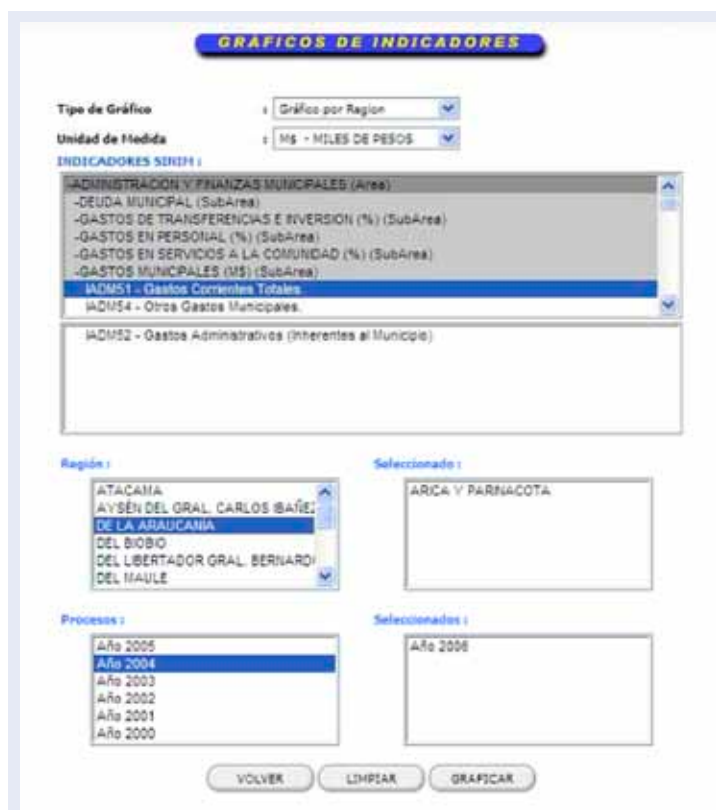 GRÁFICOS DE INDICADORES
Tipo de Gráfico : Gráfico por Region
Unidad de Medida : M$ - MILES DE PESOS
INDICADORES SINIM :
-ADMINISTRACION Y FINANZAS MUNICIPALES (Area)
-DEUDA MUNICIPAL (SubArea)
-GASTOS DE TRANSFERENCIAS E INVERSION (%) (SubArea)
-GASTOS EN PERSONAL (%) (SubArea)
-GASTOS EN SERVICIOS A LA COMUNIDAD (%) (SubArea)
-GASTOS MUNICIPALES (M$) (SubArea)
IADM51 - Gastos Corrientes Totales.
IADM54 - Otros Gastos Municipales.
IADM52 - Gastos Administrativos (Inherentes al Municipio)
Región :
ATACAMA
AYSÉN DEL GRAL. CARLOS IBAÑEZ
DE LA ARAUCANÍA
DEL BIOBIO
DEL LIBERTADOR GRAL. BERNARDO
DEL MAULE
Seleccionado :
ARICA Y PARINACOTA
Procesos :
Año 2005
Año 2004
Año 2003
Año 2002
Año 2001
Año 2000
Seleccionados :
Año 2006
VOLVER LIMPIAR GRAFICAR